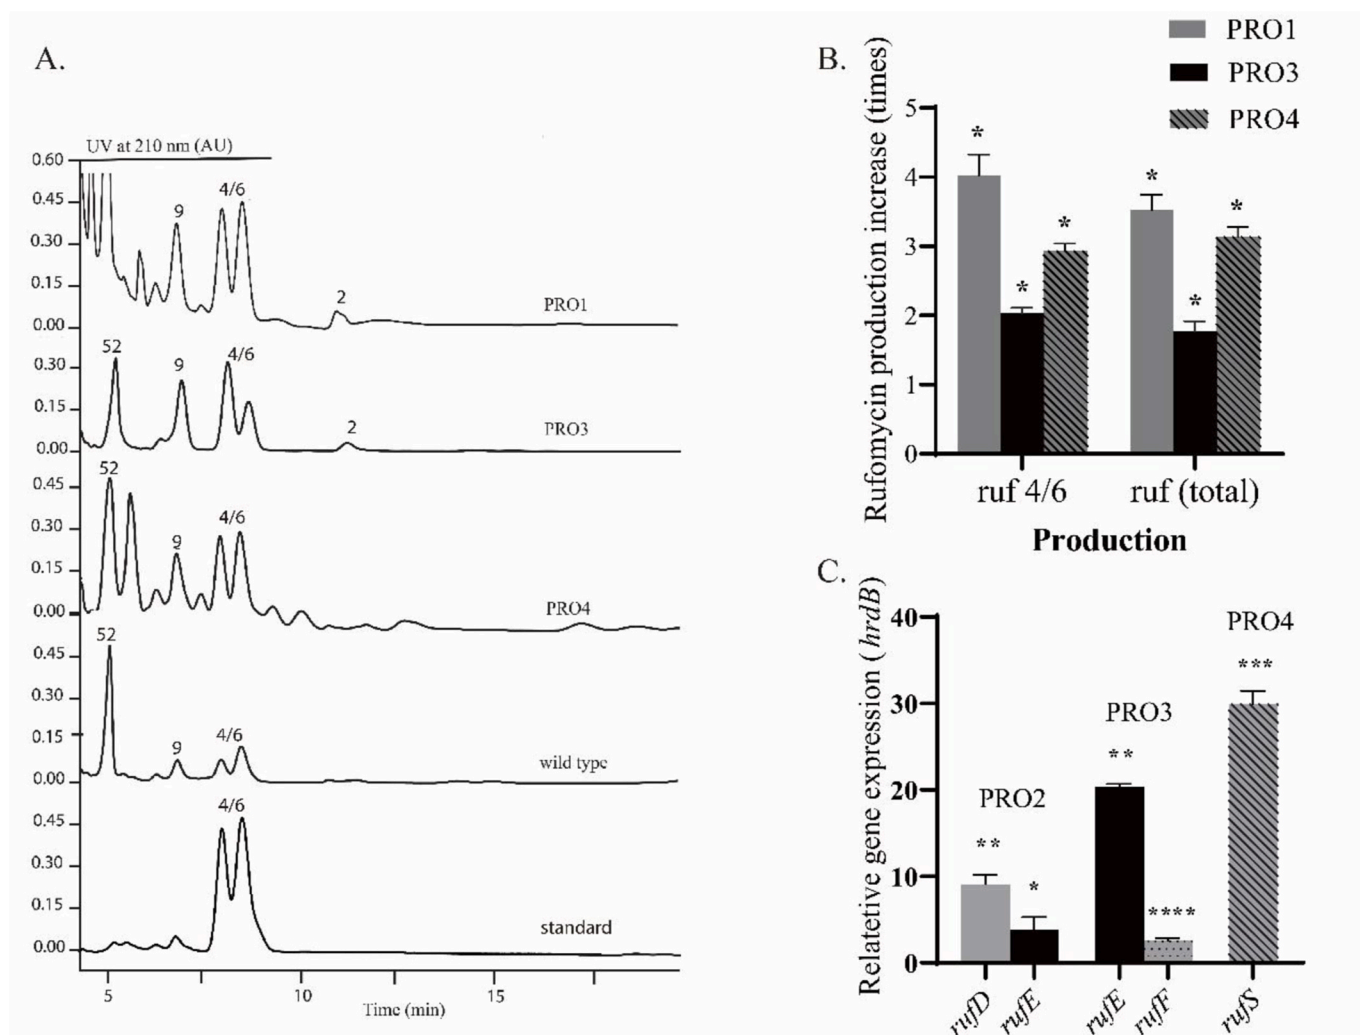 A.
UV at 210 nm (AU)
0.60
0.45
0.30
0.15
0.00
9
4/6
2
PRO1
0.30
0.15
0.00
52
9
4/6
2
PRO3
0.45
0.30
0.15
0.00
52
9
4/6
PRO4
0.45
0.30
0.15
0.00
52
9
4/6
wild type
0.45
0.30
0.15
0.00
4/6
standard
5
10
15
Time (min)
B.
PRO1
PRO3
PRO4
Rufomycin production increase (times)
5
4
3
2
1
0
*
*
*
*
*
*
ruf 4/6
ruf (total)
Production
C.
Relatetive gene expression ( hrdB)
40
30
20
10
0
PRO2
**
*
PRO3
**
****
PRO4
***
rufD
rufE
rufE
rufF
rufS